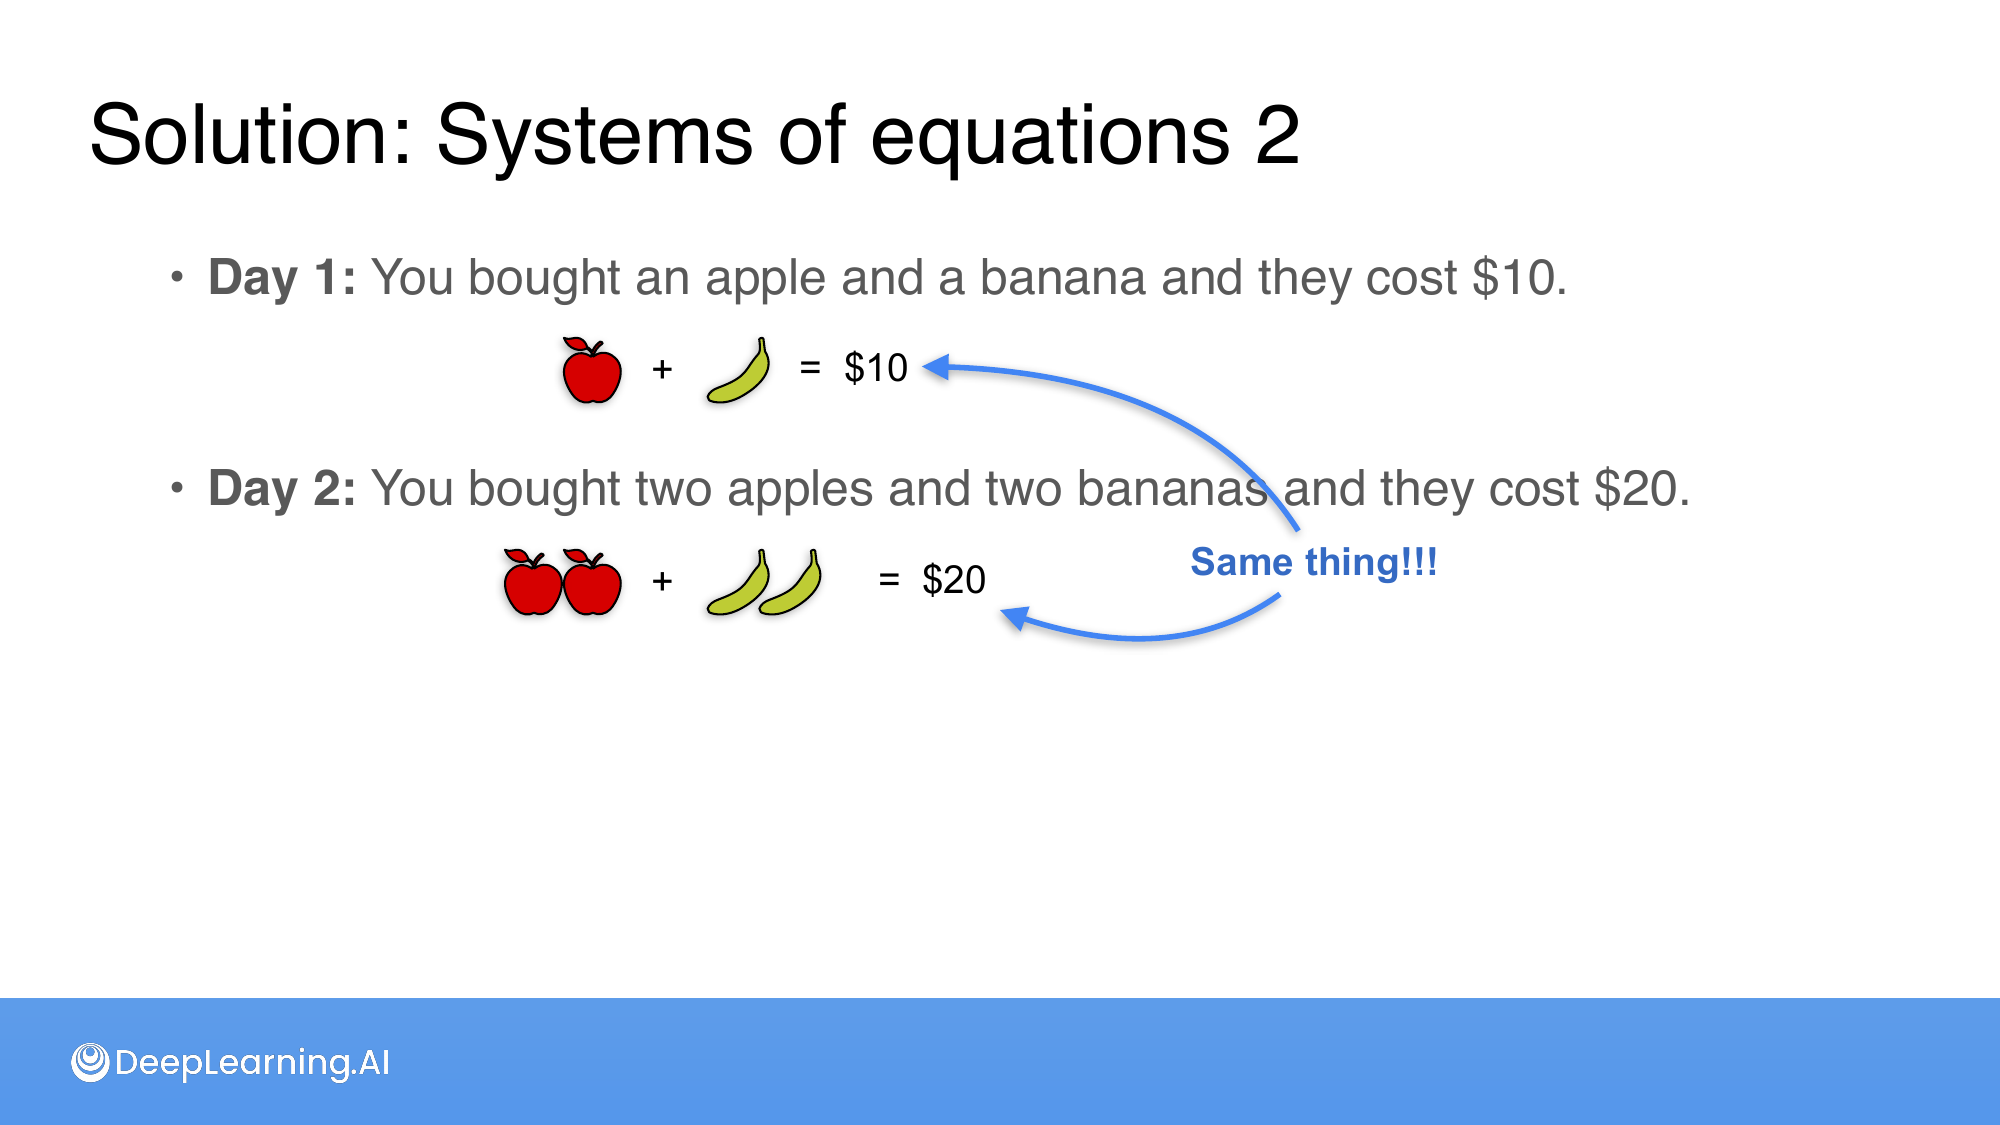 Solution: Systems of equations 2
• Day 1: You bought an apple and a banana and they cost $10.
+ = $10
• Day 2: You bought two apples and two bananas and they cost $20.
+ = $20
Same thing!!!
DeepLearning.AI